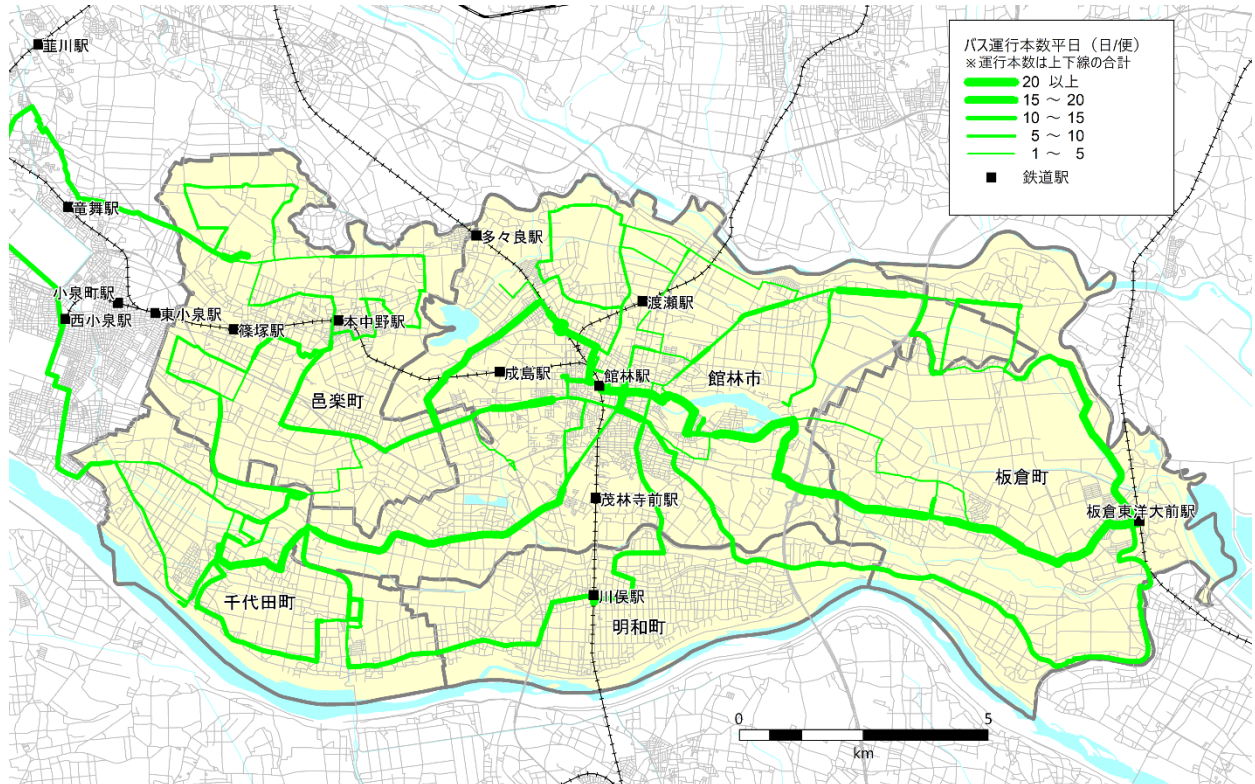 韮川駅
バス運行本数平日（日/便）
※運行本数は上下線の合計
20 以上
15 ～ 20
10 ～ 15
5 ～ 10
1 ～ 5
鉄道駅
竜舞駅
多々良駅
小泉町駅
東小泉駅
西小泉駅
篠塚駅
本中野駅
渡瀬駅
成島駅
館林駅
館林市
邑楽町
板倉町
茂林寺前駅
板倉東洋大前駅
千代田町
川俣駅
明和町
0
5
km